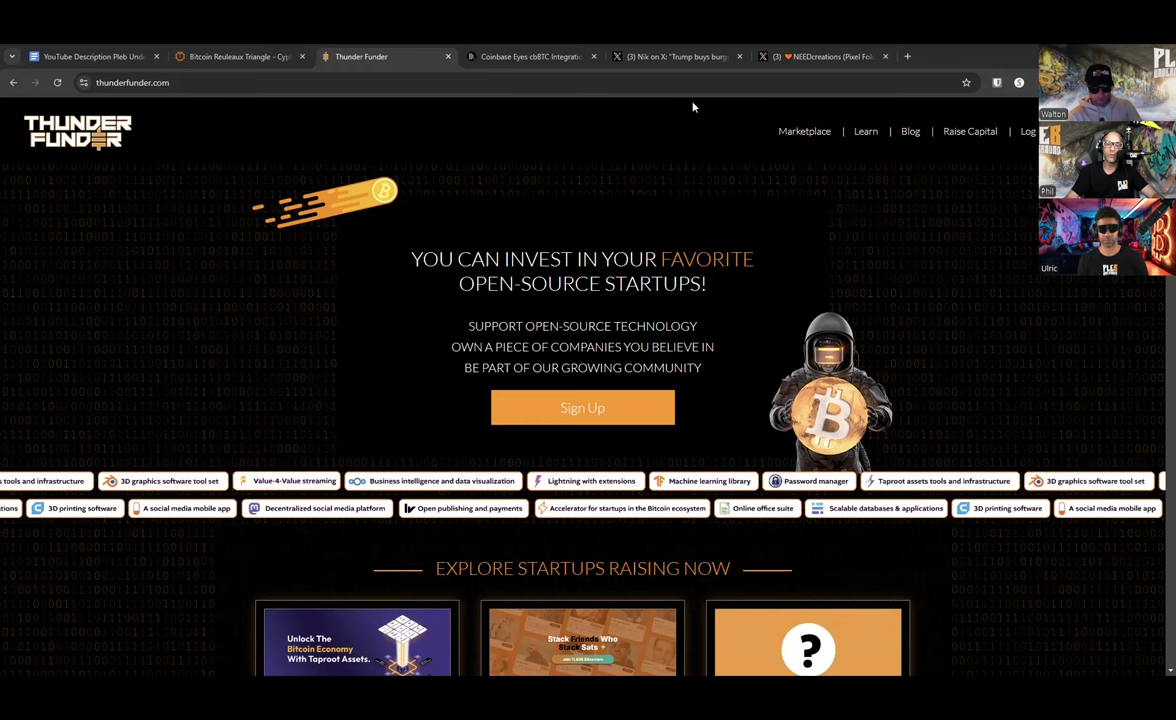 YouTube Description Pleb Und
Bitcoin Reuleaux Triangle - Cryp
Thunder Funder
Coinbase Eyes cbBTC Integratio
(3) Nik on X: "Trump buys burg
(3) 🧡 NEEDcreations (Pixel Fol
thunderfunder.com
THUNDER
FUNDER
Marketplace | Learn | Blog | Raise Capital | Log
Walton
Phil
Ulric
YOU CAN INVEST IN YOUR FAVORITE
OPEN-SOURCE STARTUPS!
SUPPORT OPEN-SOURCE TECHNOLOGY
OWN A PIECE OF COMPANIES YOU BELIEVE IN
BE PART OF OUR GROWING COMMUNITY
Sign Up
s tools and infrastructure
3D graphics software tool set
Value-4-Value streaming
Business intelligence and data visualization
Lightning with extensions
Machine learning library
Password manager
Taproot assets tools and infrastructure
3D graphics software tool set
3D printing software
A social media mobile app
Decentralized social media platform
Open publishing and payments
Accelerator for startups in the Bitcoin ecosystem
Online office suite
Scalable databases & applications
3D printing software
A social media mobile app
EXPLORE STARTUPS RAISING NOW
Unlock The
Bitcoin Economy
With Taproot Assets.
Stack Friends Who
Stack Sats
?